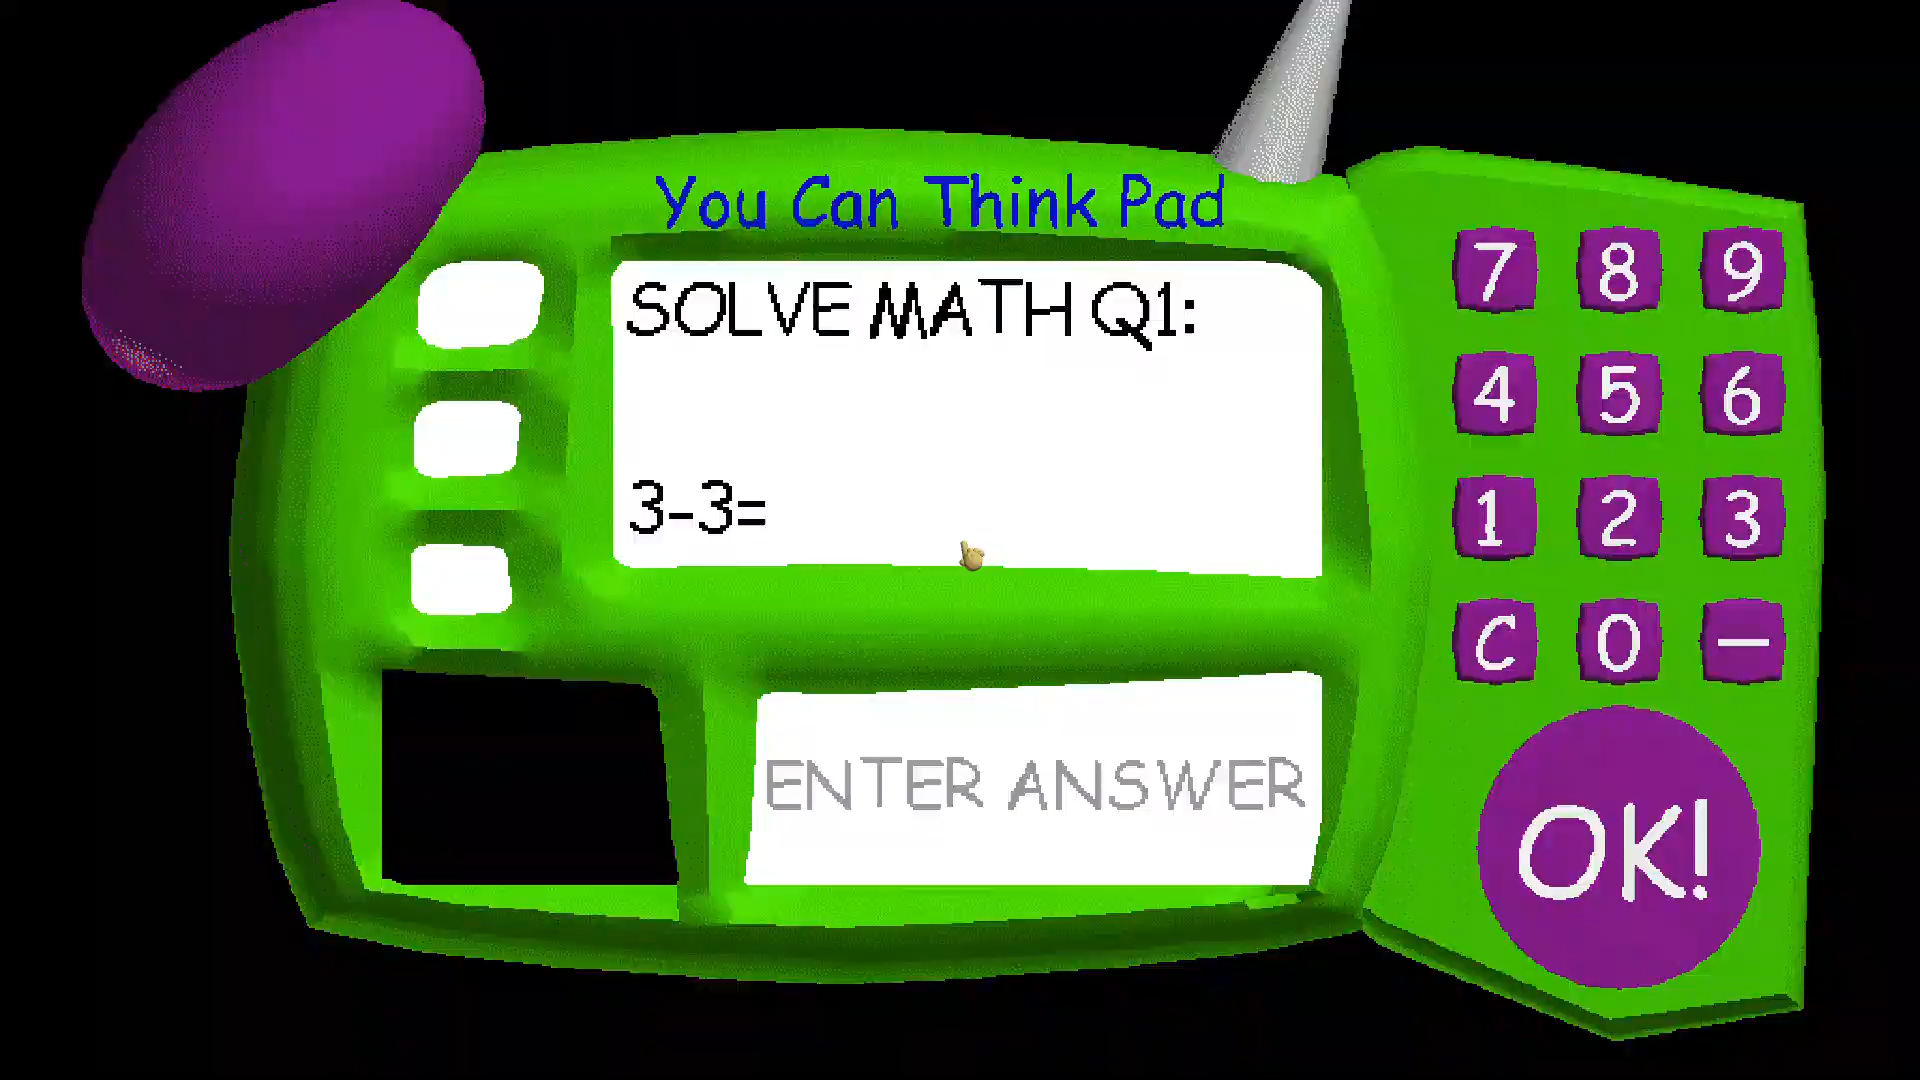 You Can Think Pad
SOLVE MATH Q1:
3-3=
ENTER ANSWER
7 8 9
4 5 6
1 2 3
C 0 –
OK!